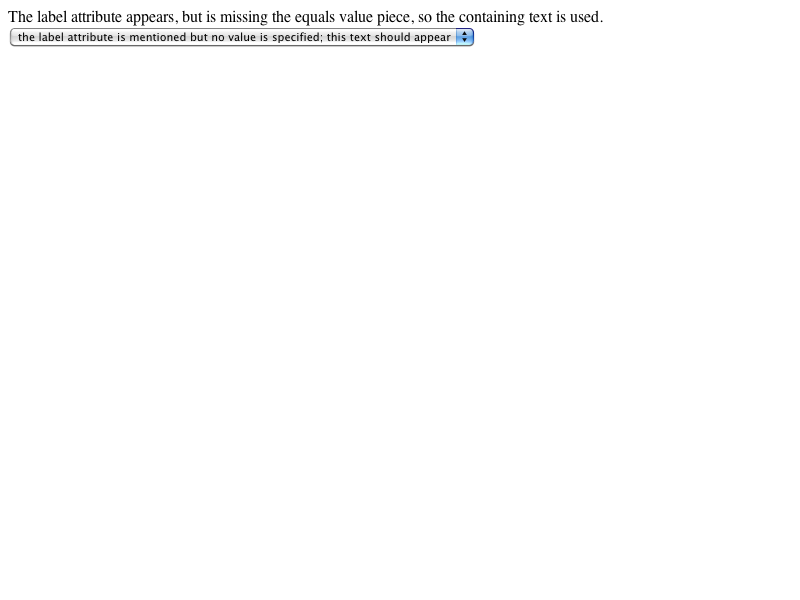 The label attribute appears, but is missing the equals value piece, so the containing text is used.
the label attribute is mentioned but no value is specified; this text should appear